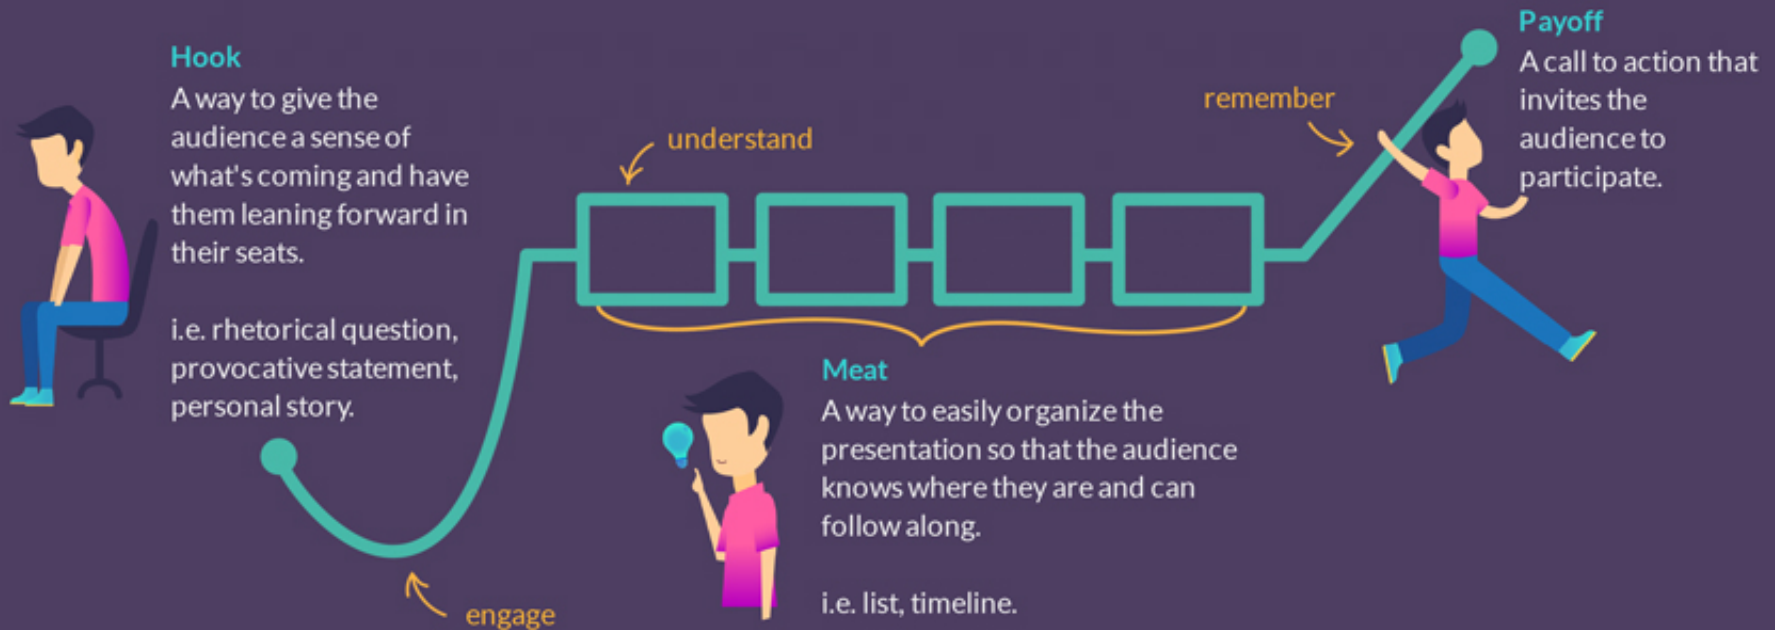 Hook
A way to give the
audience a sense of
what's coming and have
them leaning forward in
their seats.
i.e. rhetorical question,
provocative statement,
personal story.
engage
understand
Meat
A way to easily organize the
presentation so that the audience
knows where they are and can
follow along.
i.e. list, timeline.
remember
Payoff
A call to action that
invites the
audience to
participate.